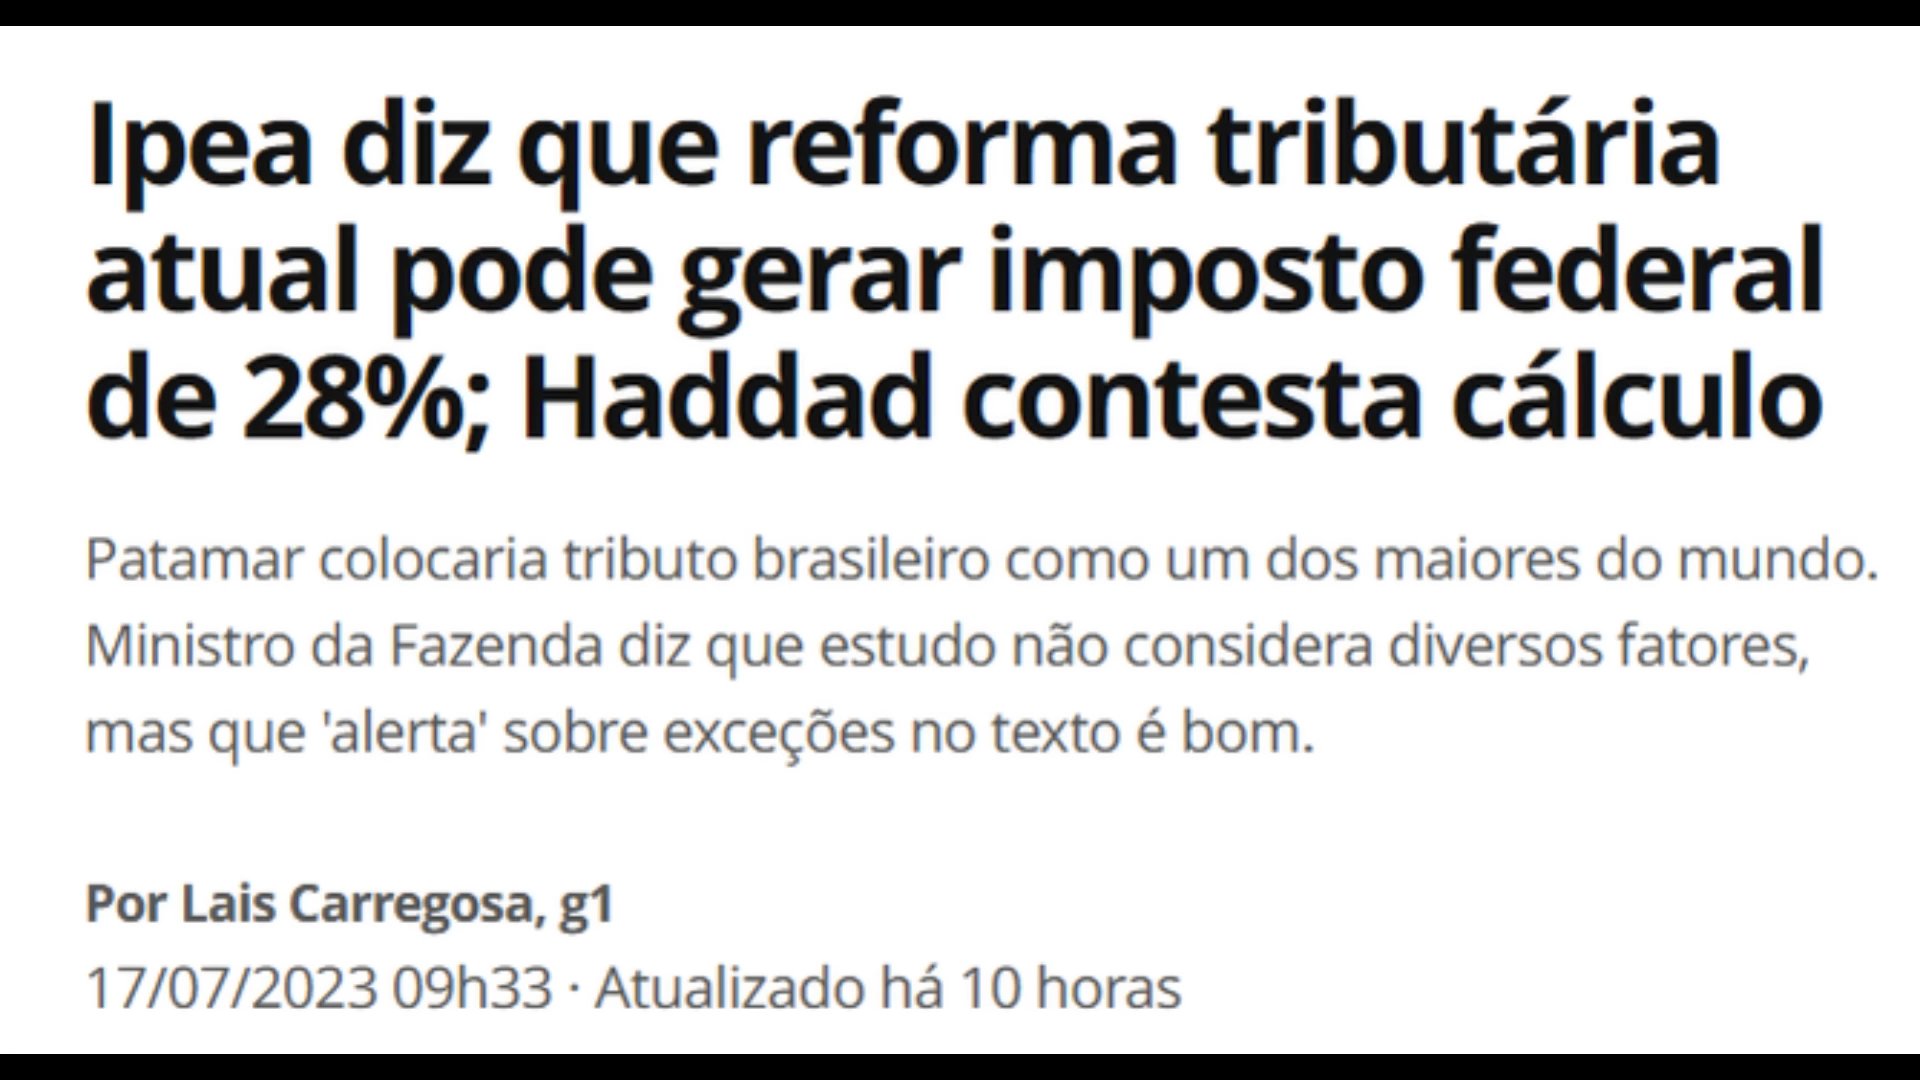 Ipea diz que reforma tributária
atual pode gerar imposto federal
de 28%; Haddad contesta cálculo
Patamar colocaria tributo brasileiro como um dos maiores do mundo.
Ministro da Fazenda diz que estudo não considera diversos fatores,
mas que 'alerta' sobre exceções no texto é bom.
Por Lais Carregosa, g1
17/07/2023 09h33 · Atualizado há 10 horas